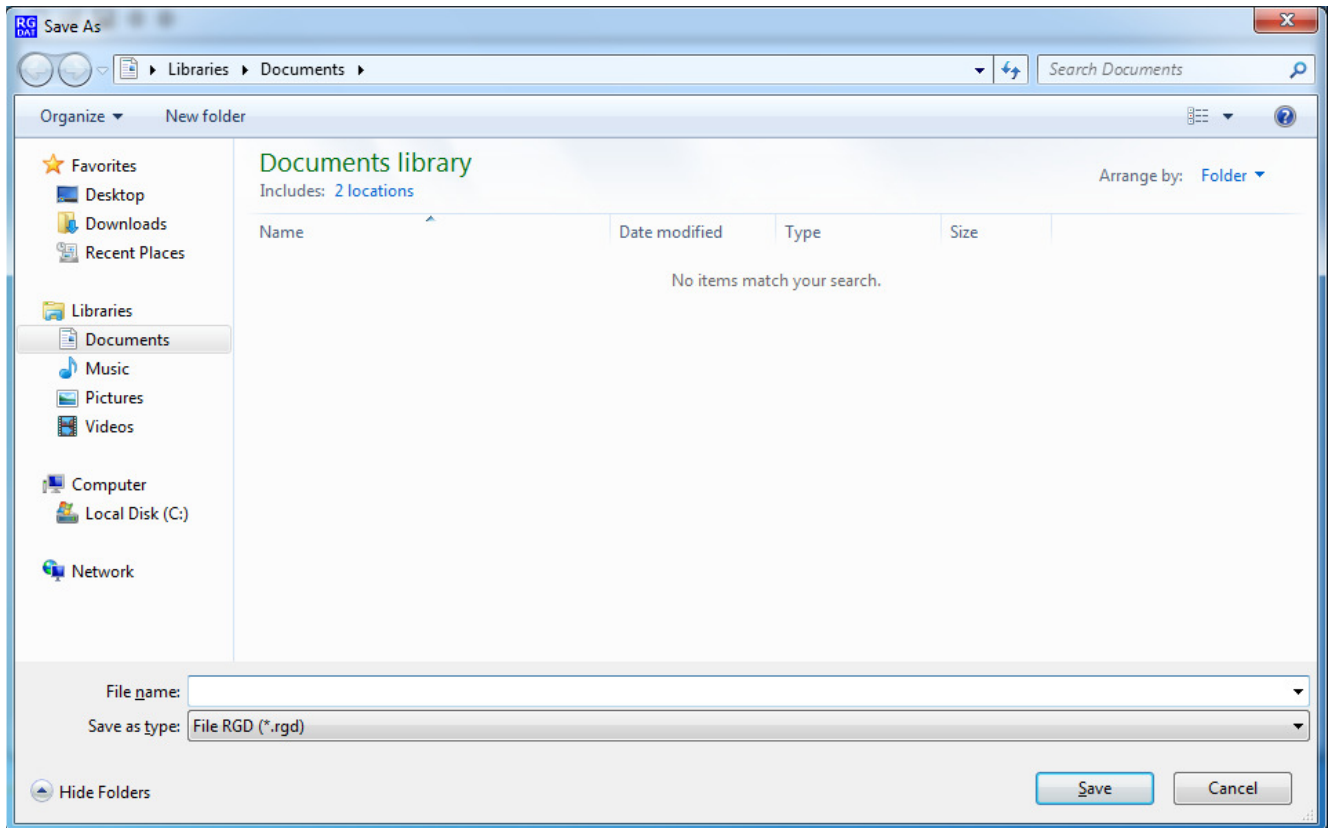 RG DAT Save As
Libraries Documents Search Documents
Organize New folder
Favorites
Desktop
Downloads
Recent Places
Libraries
Documents
Music
Pictures
Videos
Computer
Local Disk (C:)
Network
Documents library
Includes: 2 locations
Arrange by: Folder
Name Date modified Type Size
No items match your search.
File name:
Save as type: File RGD (*.rgd)
Hide Folders Save Cancel